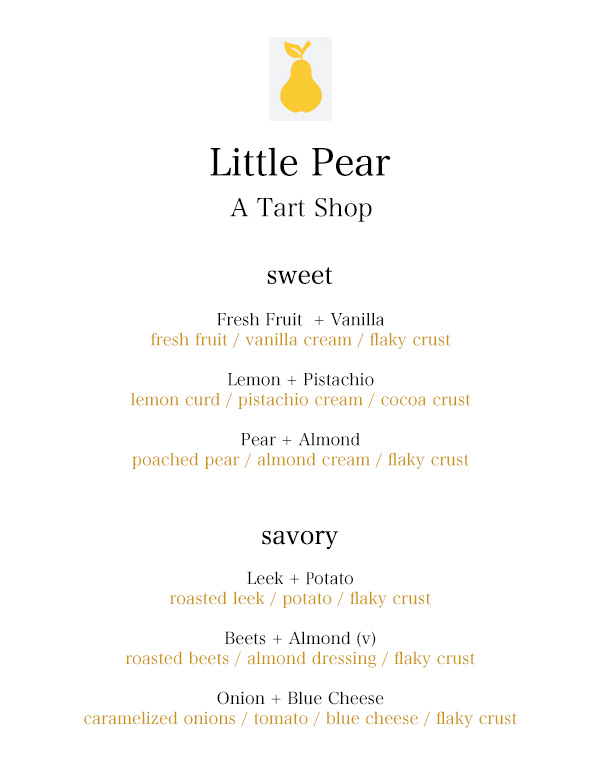 Little Pear
A Tart Shop
sweet
Fresh Fruit  + Vanilla
fresh fruit / vanilla cream / flaky crust
Lemon + Pistachio
lemon curd / pistachio cream / cocoa crust
Pear + Almond
poached pear / almond cream / flaky crust
savory
Leek + Potato
roasted leek / potato / flaky crust
Beets + Almond (v)
roasted beets / almond dressing / flaky crust
Onion + Blue Cheese
caramelized onions / tomato / blue cheese / flaky crust